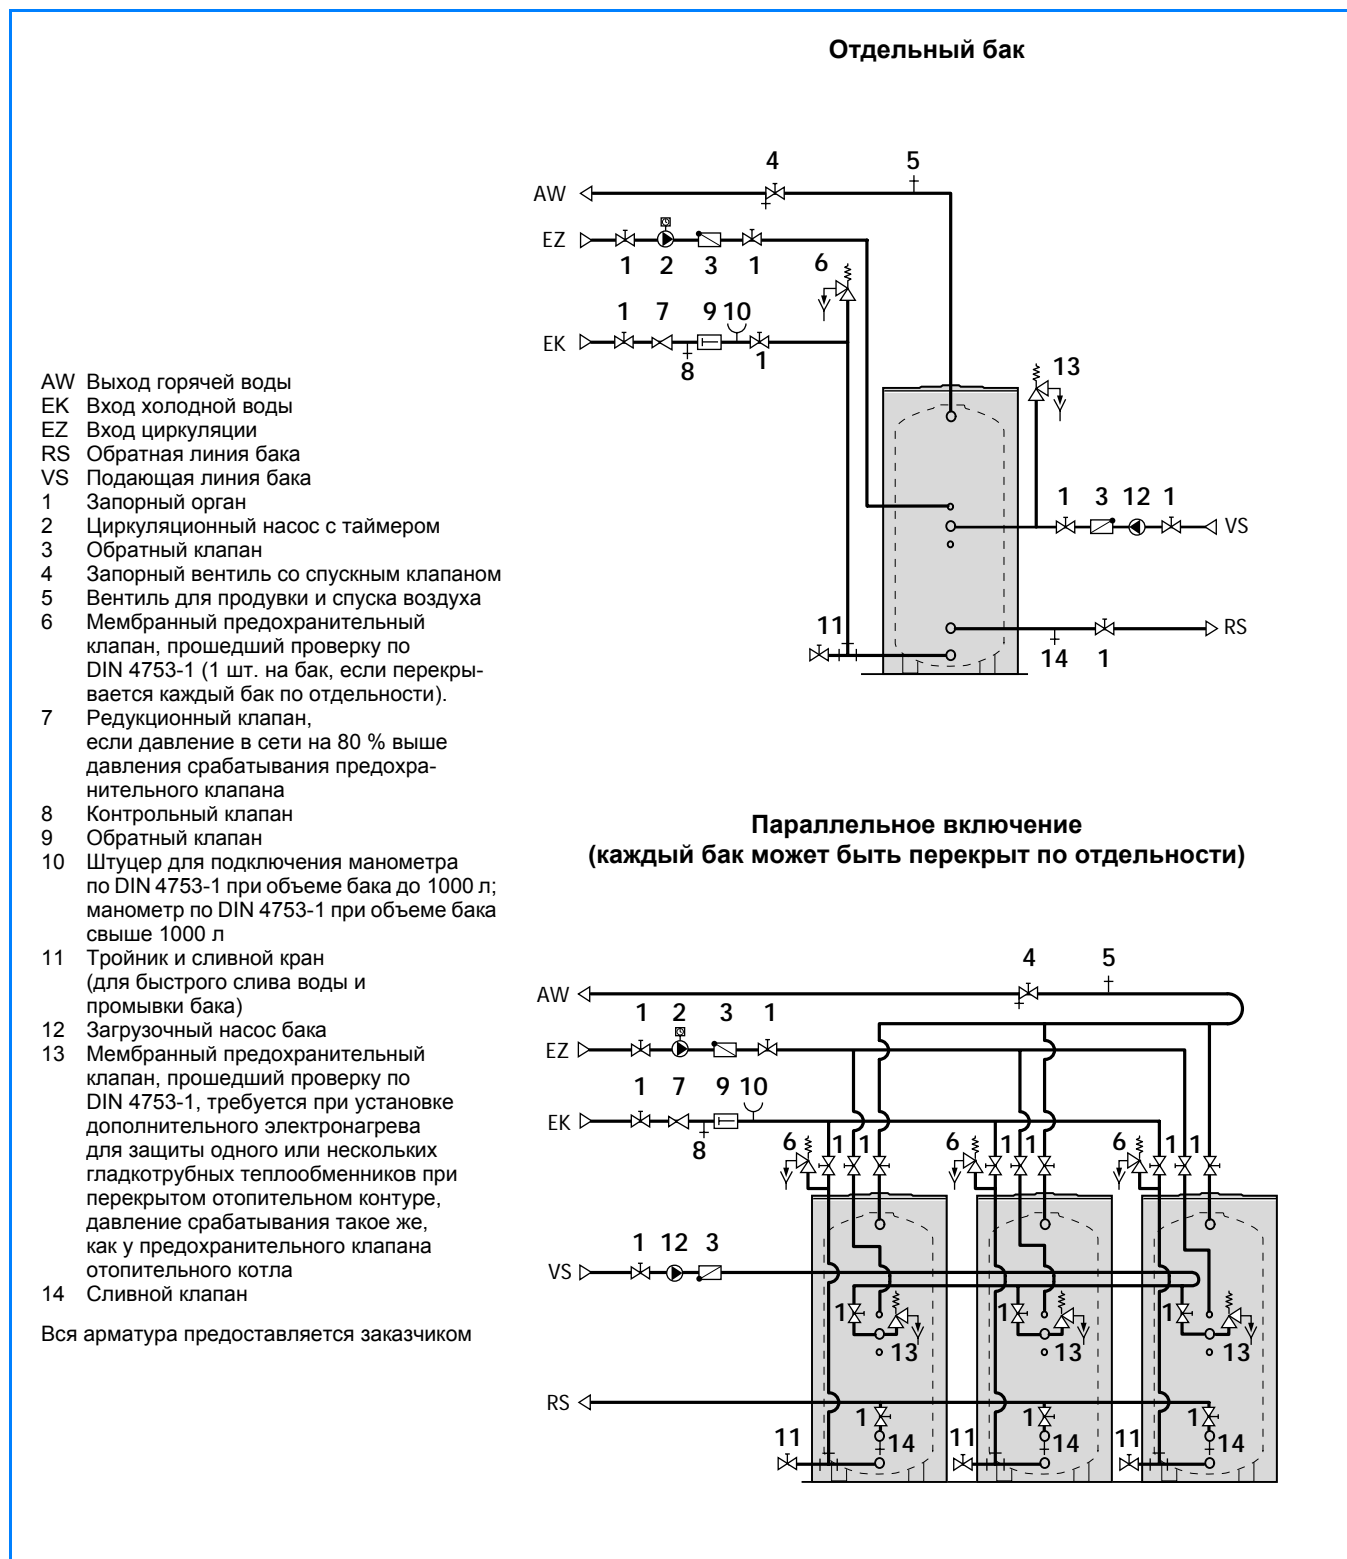 Отдельный бак
4 5
AW
EZ
1 2 3 1 6
1 7 9 10
EK
8 1
13
1 3 12 1
VS
11
RS
14 1
AW Выход горячей воды
EK Вход холодной воды
EZ Вход циркуляции
RS Обратная линия бака
VS Подающая линия бака
1 Запорный орган
2 Циркуляционный насос с таймером
3 Обратный клапан
4 Запорный вентиль со спускным клапаном
5 Вентиль для продувки и спуска воздуха
6 Мембранный предохранительный
клапан, прошедший проверку по
DIN 4753-1 (1 шт. на бак, если перекры-
вается каждый бак по отдельности).
7 Редукционный клапан,
если давление в сети на 80 % выше
давления срабатывания предохра-
нительного клапана
8 Контрольный клапан
9 Обратный клапан
10 Штуцер для подключения манометра
по DIN 4753-1 при объеме бака до 1000 л;
манометр по DIN 4753-1 при объеме бака
свыше 1000 л
11 Тройник и сливной кран
(для быстрого слива воды и
промывки бака)
12 Загрузочный насос бака
13 Мембранный предохранительный
клапан, прошедший проверку по
DIN 4753-1, требуется при установке
дополнительного электронагрева
для защиты одного или нескольких
гладкотрубных теплообменников при
перекрытом отопительном контуре,
давление срабатывания такое же,
как у предохранительного клапана
отопительного котла
14 Сливной клапан
Вся арматура предоставляется заказчиком
Параллельное включение
(каждый бак может быть перекрыт по отдельности)
4 5
AW
1 2 3 1
EZ
1 7 9 10
EK
8 6 1 1 6 1 1 6 1 1
1 12 3
VS
1 1 1
13 13 13
RS
1 1 1
11 14 11 14 11 14